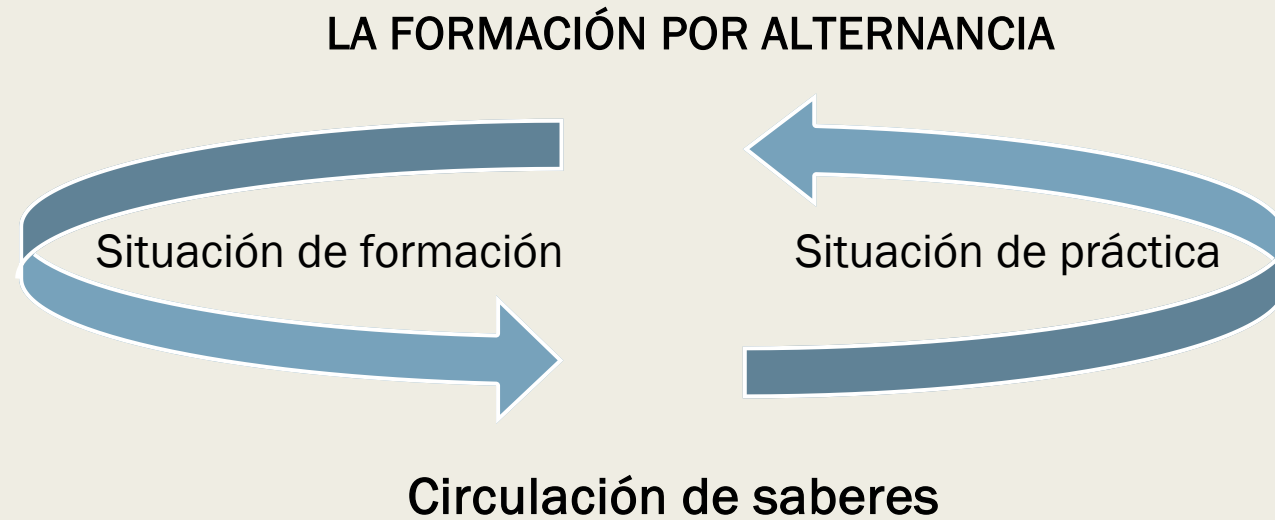 LA FORMACIÓN POR ALTERNANCIA
Situación de formación
Situación de práctica
Circulación de saberes